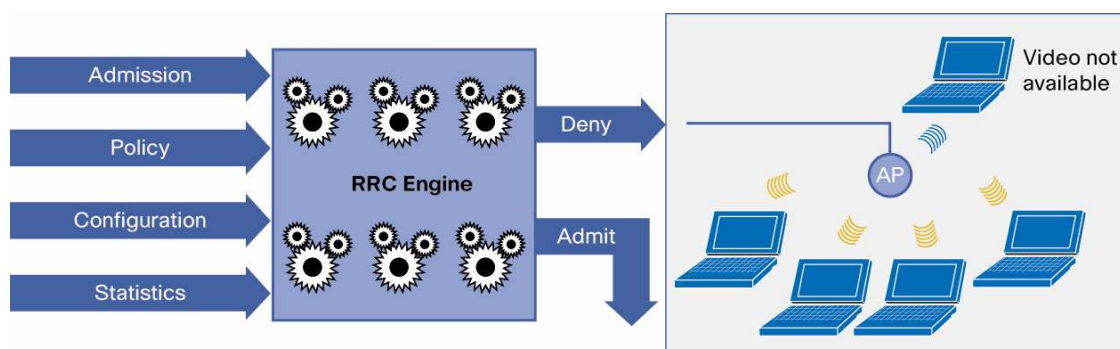 Admission
Policy
Configuration
Statistics
RRC Engine
Deny
Admit
Video not
available
AP